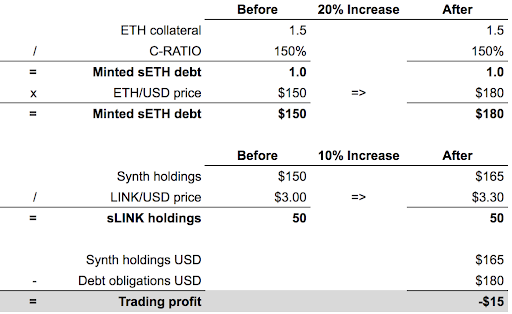 Before 20% Increase After
ETH collateral 1.5 1.5
/ C-RATIO 150% 150%
= Minted sETH debt 1.0 1.0
x ETH/USD price $150 => $180
= Minted sETH debt $150 $180
Before 10% Increase After
Synth holdings $150 $165
/ LINK/USD price $3.00 => $3.30
= sLINK holdings 50 50
Synth holdings USD $165
- Debt obligations USD $180
= Trading profit -$15